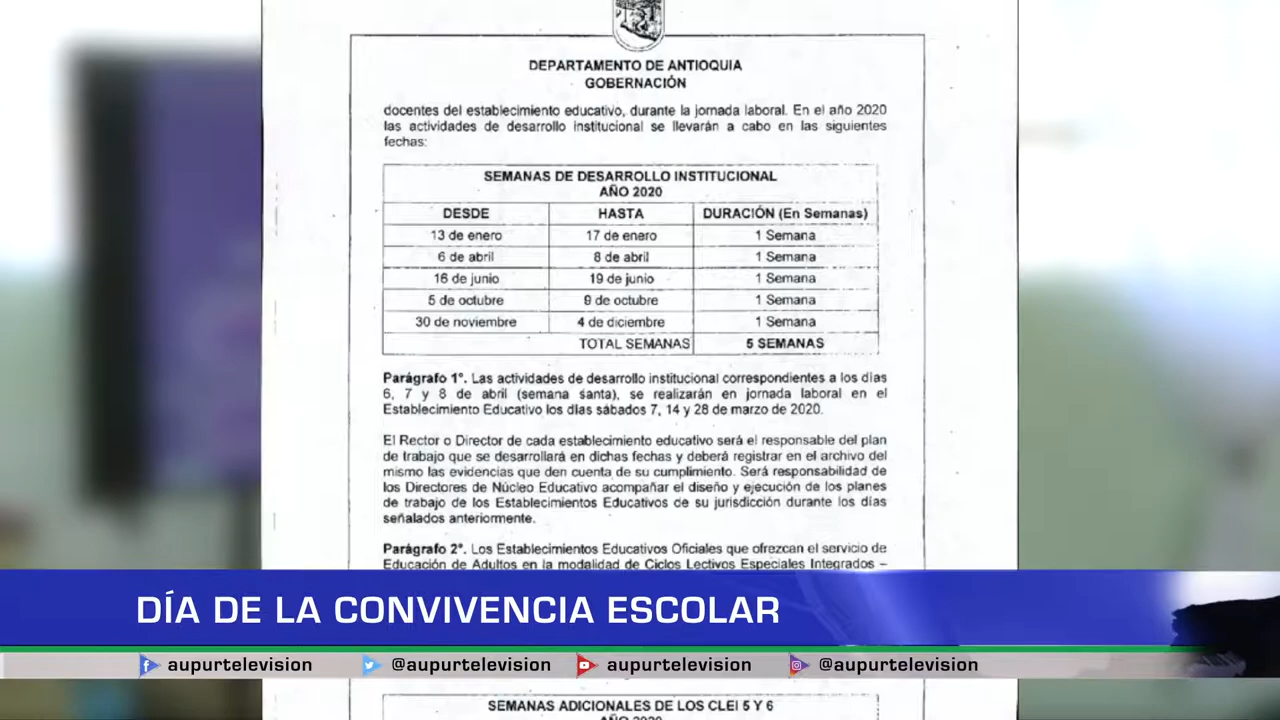 DEPARTAMENTO DE ANTIOQUIA
GOBERNACIÓN
docentes del establecimiento educativo, durante la jornada laboral. En el año 2020
las actividades de desarrollo institucional se llevarán a cabo en las siguientes
fechas:
SEMANAS DE DESARROLLO INSTITUCIONAL
AÑO 2020
DESDE HASTA DURACIÓN (En Semanas)
13 de enero 17 de enero 1 Semana
6 de abril 8 de abril 1 Semana
16 de junio 19 de junio 1 Semana
5 de octubre 9 de octubre 1 Semana
30 de noviembre 4 de diciembre 1 Semana
TOTAL SEMANAS 5 SEMANAS
Parágrafo 1°. Las actividades de desarrollo institucional correspondientes a los días
6, 7 y 8 de abril (semana santa), se realizarán en jornada laboral en el
Establecimiento Educativo los días sábados 7, 14 y 28 de marzo de 2020.
El Rector o Director de cada establecimiento educativo será el responsable del plan
de trabajo que se desarrollará en dichas fechas y deberá registrar en el archivo del
mismo las evidencias que den cuenta de su cumplimiento. Será responsabilidad de
los Directores de Núcleo Educativo acompañar el diseño y ejecución de los planes
de trabajo de los Establecimientos Educativos de su jurisdicción durante los días
señalados anteriormente.
Parágrafo 2°. Los Establecimientos Educativos Oficiales que ofrezcan el servicio de
Educación de Adultos en la modalidad de Ciclos Lectivos Especiales Integrados –
DÍA DE LA CONVIVENCIA ESCOLAR
aupurtelevision @aupurtelevision aupurtelevision @aupurtelevision
SEMANAS ADICIONALES DE LOS CLEI 5 Y 6
AÑO 2020